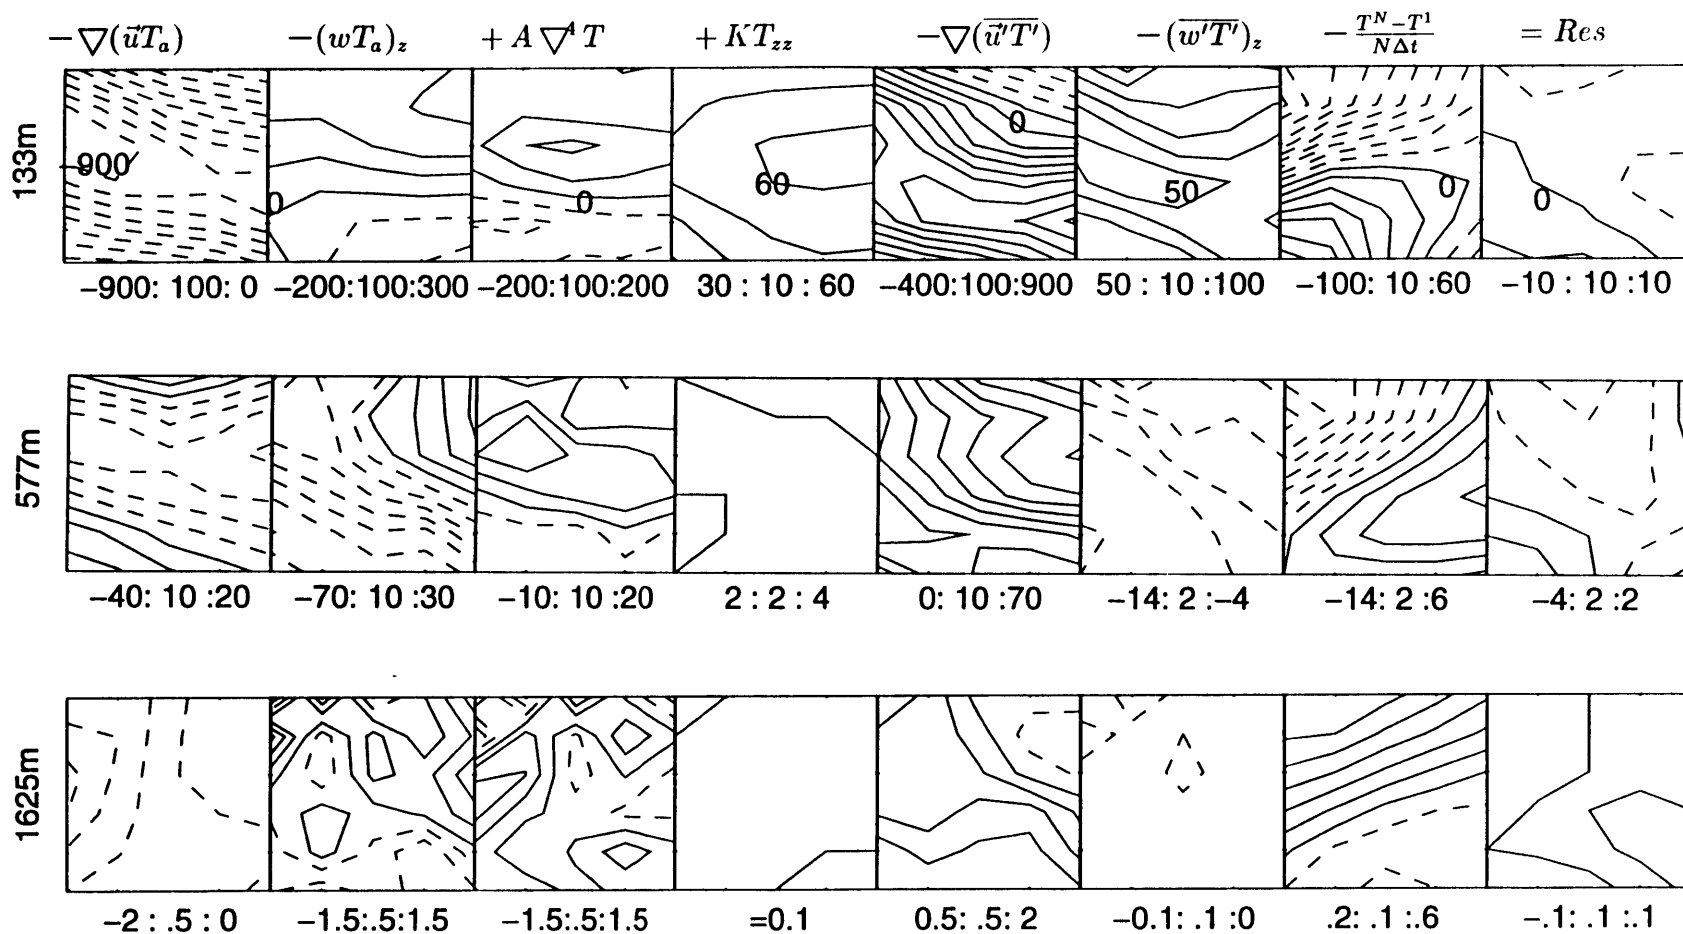 −▽(u⃗T_a) −(wT_a)_z +A▽⁴T +KT_zz −▽(\overline{u⃗'T'}) −(\overline{w'T'})_z −\frac{T^N−T^1}{NΔt} = Res
133m
900 0 0 60 0 50 0 0
−900: 100: 0 −200:100:300 −200:100:200 30 : 10 : 60 −400:100:900 50 : 10 :100 −100: 10 :60 −10 : 10 :10
577m
−40: 10 :20 −70: 10 :30 −10: 10 :20 2 : 2 : 4 0: 10 :70 −14: 2 :−4 −14: 2 :6 −4: 2 :2
1625m
−2 : .5 : 0 −1.5:.5:1.5 −1.5:.5:1.5 =0.1 0.5: .5: 2 −0.1: .1 :0 .2: .1 :.6 −.1: .1 :.1